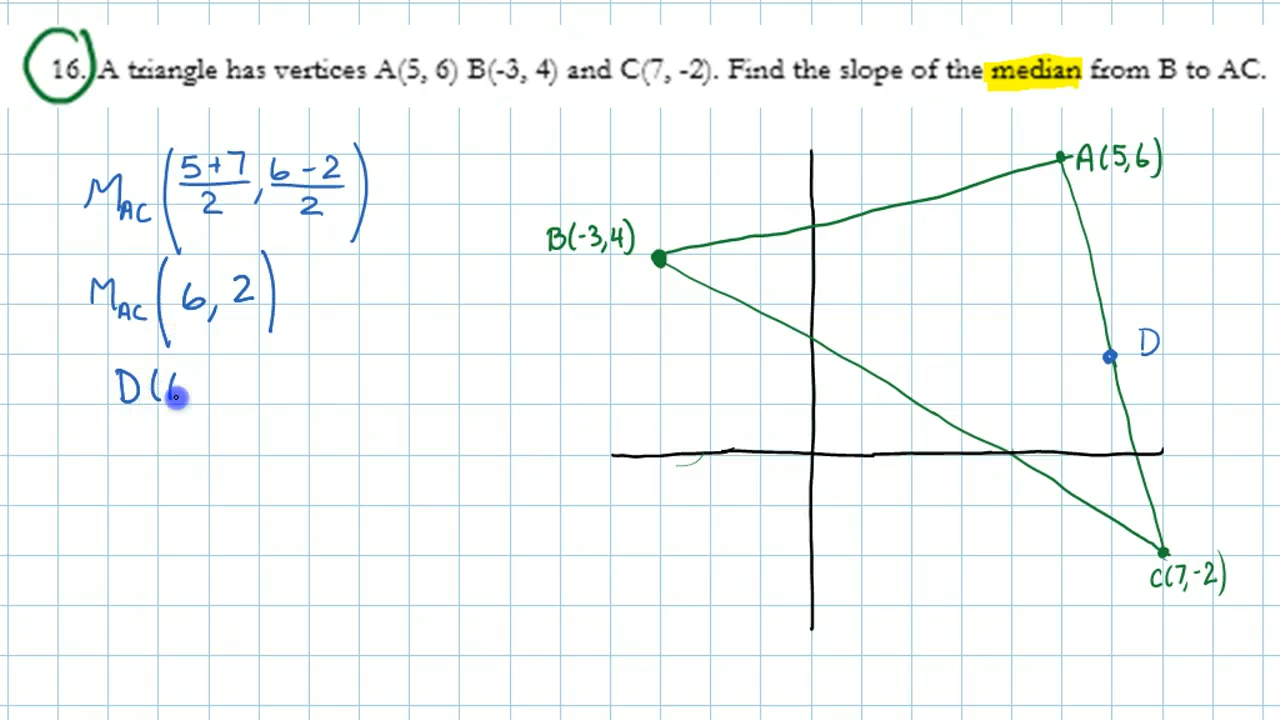 16. A triangle has vertices A(5, 6) B(-3, 4) and C(7, -2). Find the slope of the median from B to AC.
M_AC (5+7/2, 6-2/2)
A(5,6)
B(-3,4)
M_AC (6, 2)
D
D(
C(7,-2)